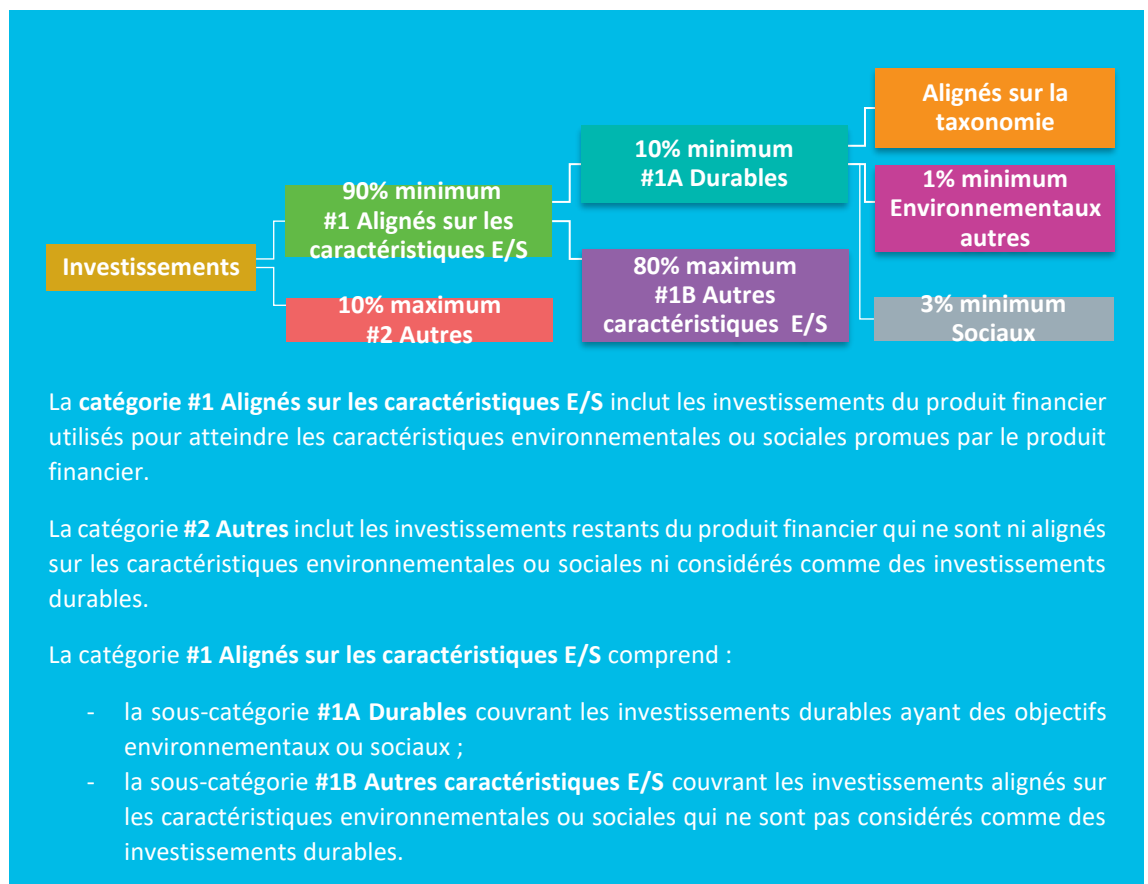 Alignés sur la
taxonomie
10% minimum
#1A Durables
1% minimum
Environnementaux
autres
90% minimum
#1 Alignés sur les
caractéristiques E/S
Investissements
80% maximum
#1B Autres
caractéristiques E/S
10% maximum
#2 Autres
3% minimum
Sociaux
La catégorie #1 Alignés sur les caractéristiques E/S inclut les investissements du produit financier
utilisés pour atteindre les caractéristiques environnementales ou sociales promues par le produit
financier.
La catégorie #2 Autres inclut les investissements restants du produit financier qui ne sont ni alignés
sur les caractéristiques environnementales ou sociales ni considérés comme des investissements
durables.
La catégorie #1 Alignés sur les caractéristiques E/S comprend :
- la sous-catégorie #1A Durables couvrant les investissements durables ayant des objectifs
environnementaux ou sociaux ;
- la sous-catégorie #1B Autres caractéristiques E/S couvrant les investissements alignés sur
les caractéristiques environnementales ou sociales qui ne sont pas considérés comme des
investissements durables.